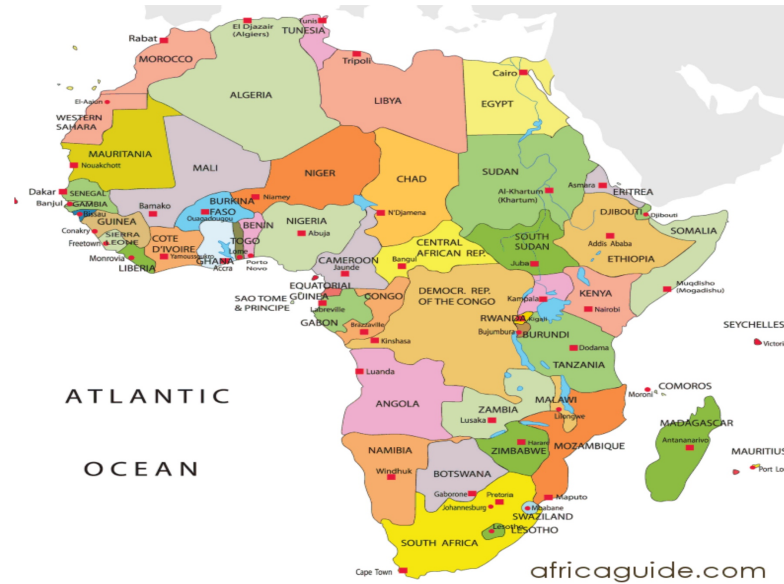 El Djazair
(Algiers)
Tunis
TUNISIA
Rabat
MOROCCO
Tripoli
Cairo
ALGERIA
LIBYA
EGYPT
El-Aaiun
WESTERN
SAHARA
MAURITANIA
Nouakchott
MALI
NIGER
CHAD
SUDAN
Al-Khartum
(Khartum)
Asmara
ERITREA
Dakar
SENEGAL
Banjul
GAMBIA
Bissau
Bamako
BURKINA
FASO
Ouagadougou
Niamey
N'Djamena
DJIBOUTI
Djibouti
GUINEA
Conakry
SIERRA
LEONE
Freetown
Monrovia
LIBERIA
COTE
D'IVOIRE
Yamoussoukro
GHANA
Accra
TOGO
Lome
BENIN
Porto
Novo
NIGERIA
Abuja
SOMALIA
Addis Ababa
ETHIOPIA
SOUTH
SUDAN
Juba
CENTRAL
AFRICAN REP.
Bangui
CAMEROON
Jaunde
EQUATORIAL
GUINEA
SAO TOME
& PRINCIPE
Labreville
GABON
CONGO
Brazzaville
Kinshasa
DEMOCR. REP.
OF THE CONGO
Kampala
KENYA
Nairobi
Muqdisho
(Mogadishu)
RWANDA
Kigali
Bujumbura
BURUNDI
Dodama
TANZANIA
SEYCHELLES
Victori
Luanda
ANGOLA
ZAMBIA
Lusaka
MALAWI
Lilongwe
Moroni
COMOROS
MADAGASCAR
Antananarivo
MAURITIUS
Port Lo
ATLANTIC
OCEAN
NAMIBIA
Windhuk
BOTSWANA
Gaborone
ZIMBABWE
Harare
MOZAMBIQUE
Maputo
Pretoria
Johannesburg
Mbabane
SWAZILAND
Lesotho
LESOTHO
SOUTH AFRICA
Cape Town
africaguide.com